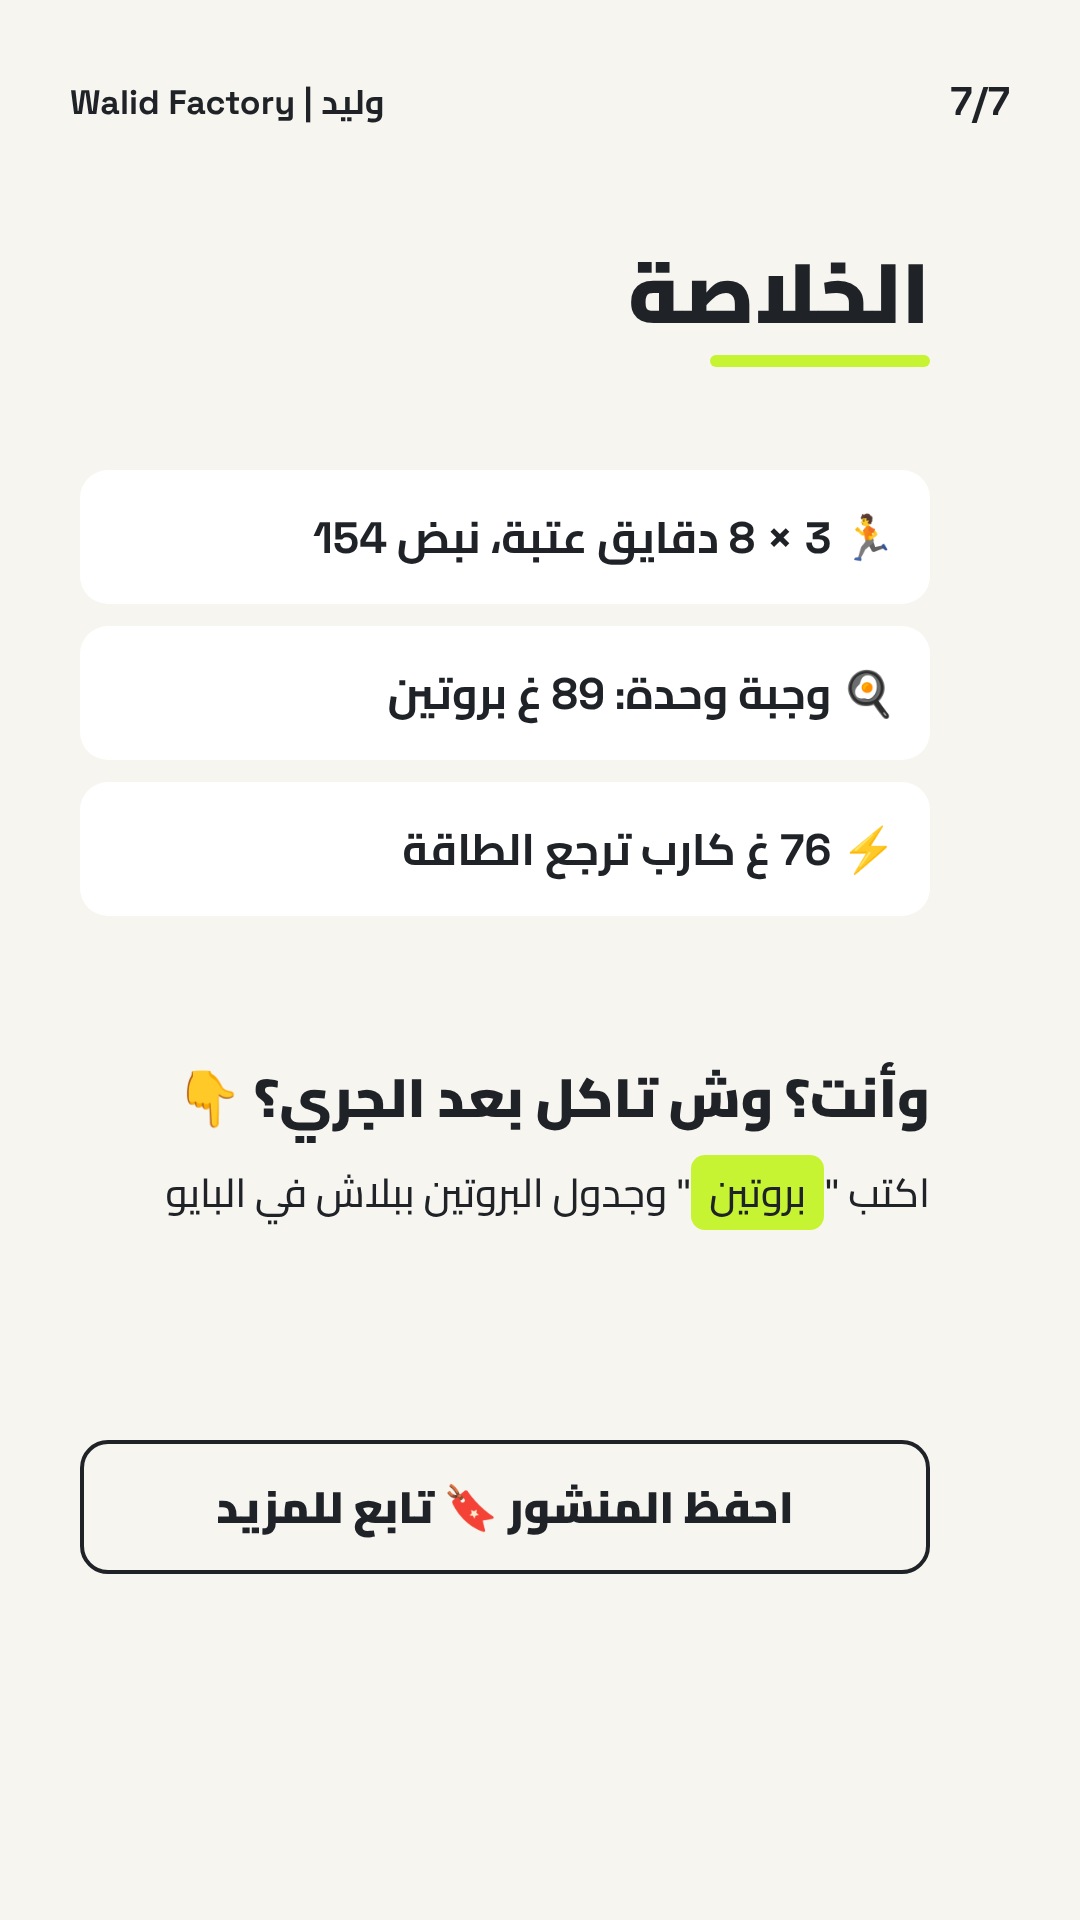 Walid Factory | وليد
7/7
الخلاصة
🏃 3 × 8 دقايق عتبة، نبض 154
🍳 وجبة وحدة: 89 غ بروتين
⚡ 76 غ كارب ترجع الطاقة
وأنت؟ وش تاكل بعد الجري؟ 👇
اكتب "بروتين" وجدول البروتين ببلاش في البايو
احفظ المنشور 🔖 تابع للمزيد